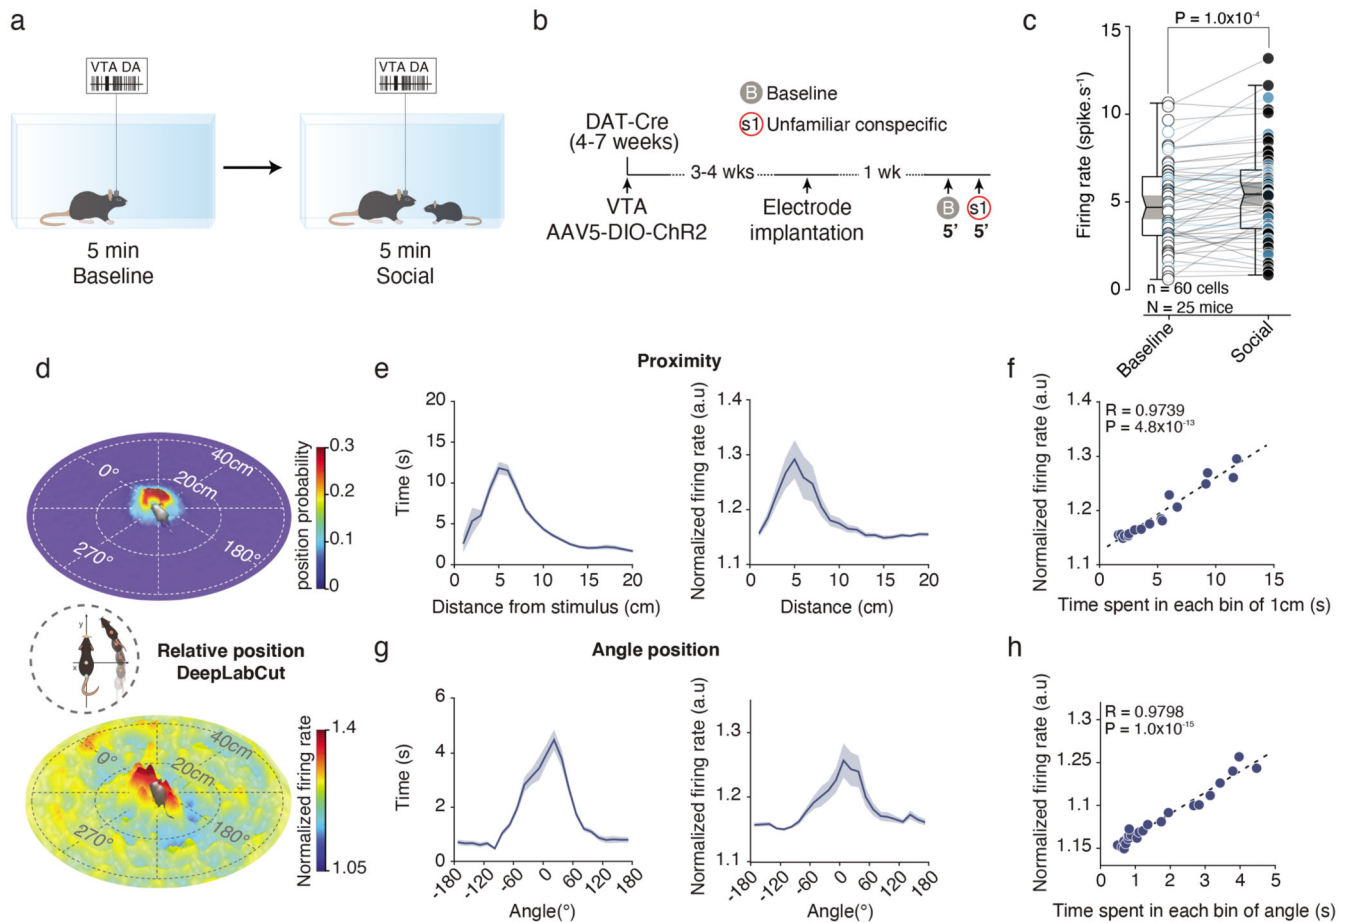 a
VTA DA
VTA DA
5 min
Baseline
5 min
Social
b
B Baseline
s1 Unfamiliar conspecific
DAT-Cre
(4-7 weeks)
3-4 wks
1 wk
VTA
AAV5-DIO-ChR2
Electrode
implantation
B s1
5' 5'
c
P = 1.0x10⁻⁴
Firing rate (spike.s⁻¹)
15
10
5
0
n = 60 cells
N = 25 mice
Baseline
Social
d
0°
40cm
20cm
270°
180°
position probability
0.3
0.2
0.1
0
y
x
Relative position
DeepLabCut
0°
40cm
20cm
270°
180°
Normalized firing rate
1.4
1.05
Proximity
e
Time (s)
20
15
10
5
0
0 5 10 15 20
Distance from stimulus (cm)
Normalized firing rate (a.u)
1.4
1.3
1.2
1.1
0 5 10 15 20
Distance (cm)
f
R = 0.9739
P = 4.8x10⁻¹³
Normalized firing rate (a.u)
1.4
1.3
1.2
1.1
0 5 10 15
Time spent in each bin of 1cm (s)
Angle position
g
Time (s)
6
4
2
0
-180 -120 -60 0 60 120 180
Angle(°)
Normalized firing rate (a.u)
1.3
1.2
1.1
-180 -120 -60 0 60 120 180
Angle(°)
h
R = 0.9798
P = 1.0x10⁻¹⁵
Normalized firing rate (a.u)
1.3
1.25
1.1
1.15
0 1 2 3 4 5
Time spent in each bin of angle (s)